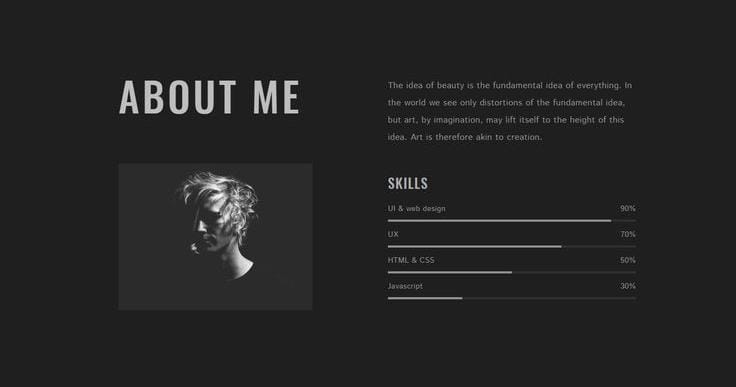 ABOUT ME
The idea of beauty is the fundamental idea of everything. In
the world we see only distortions of the fundamental idea,
but art, by imagination, may lift itself to the height of this
idea. Art is therefore akin to creation.
SKILLS
UI & web design 90%
UX 70%
HTML & CSS 50%
Javascript 30%